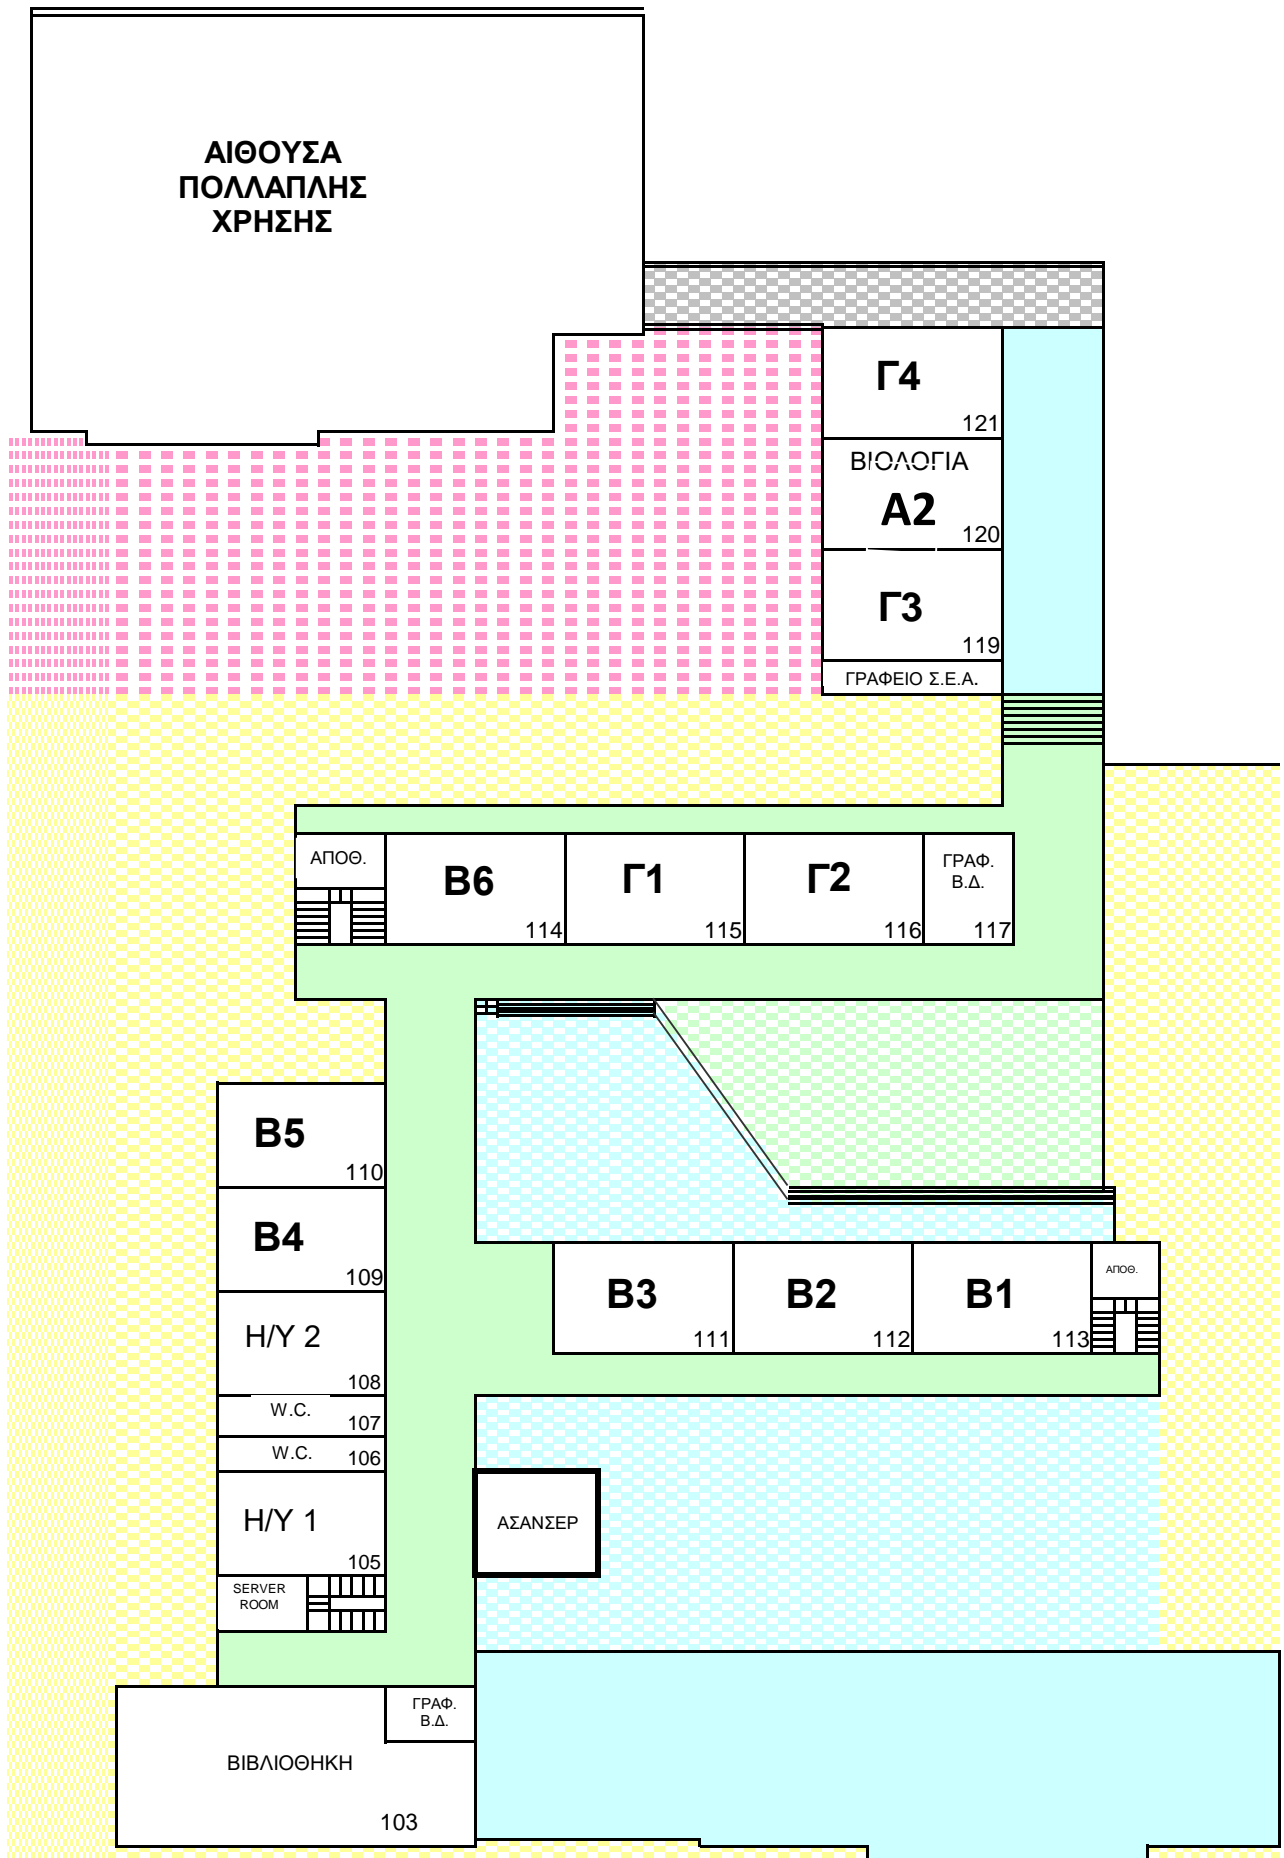 ΑΙΘΟΥΣΑ
ΠΟΛΛΑΠΛΗΣ
ΧΡΗΣΗΣ
Γ4
121
ΒΙΟΛΟΓΙΑ
Α2
120
Γ3
119
ΓΡΑΦΕΙΟ Σ.Ε.Α.
ΑΠΟΘ.
Β6
114
Γ1
115
Γ2
116
ΓΡΑΦ.
Β.Δ.
117
Β5
110
Β4
109
Η/Υ 2
108
W.C.
107
W.C.
106
Η/Υ 1
105
SERVER
ROOM
Β3
111
Β2
112
Β1
113
ΑΠΟΘ.
ΑΣΑΝΣΕΡ
ΓΡΑΦ.
Β.Δ.
ΒΙΒΛΙΟΘΗΚΗ
103